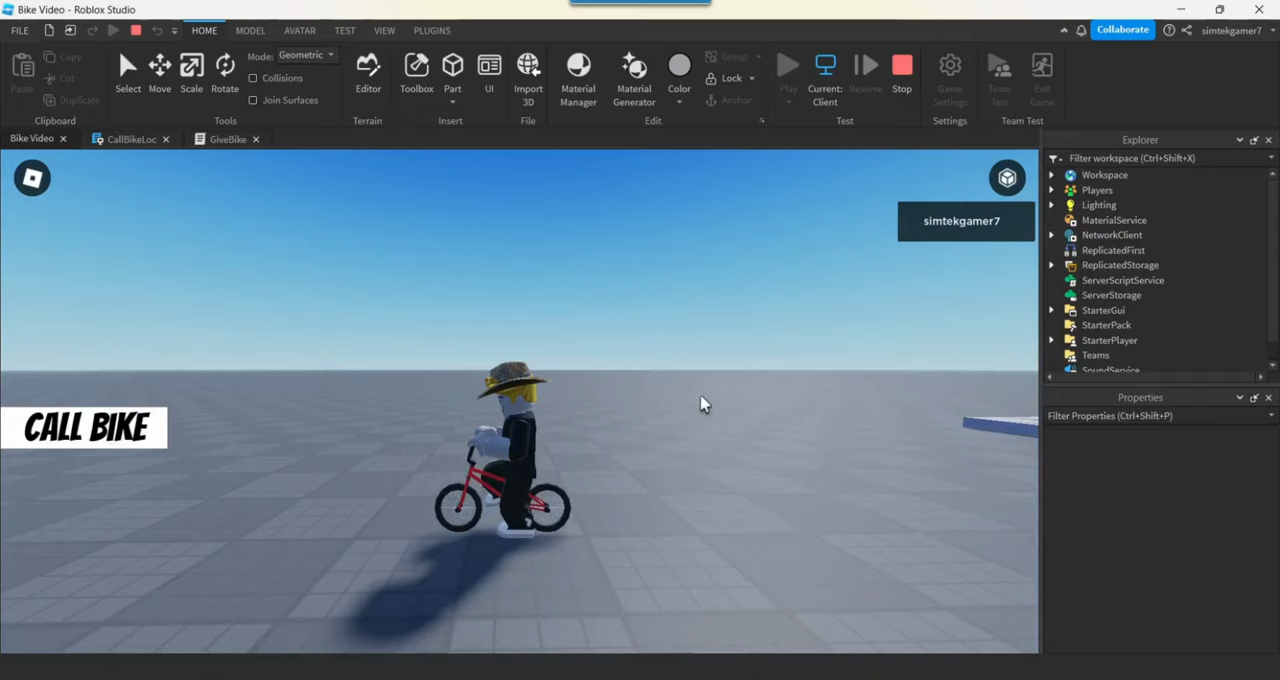 Bike Video - Roblox Studio
FILE HOME MODEL AVATAR TEST VIEW PLUGINS Collaborate simtekgamer7
Paste Copy Cut Duplicate
Clipboard
Select Move Scale Rotate
Mode: Geometric
Collisions
Join Surfaces
Tools
Editor
Terrain
Toolbox Part UI
Insert
Import 3D
File
Material Manager
Material Generator
Color
Group
Lock
Anchor
Edit
Play
Current: Client
Resume
Stop
Test
Game Settings
Settings
Team Test
Exit Game
Team Test
Bike Video CallBikeLoc GiveBike
simtekgamer7
CALL BIKE
Explorer
Filter workspace (Ctrl+Shift+X)
Workspace
Players
Lighting
MaterialService
NetworkClient
ReplicatedFirst
ReplicatedStorage
ServerScriptService
ServerStorage
StarterGui
StarterPack
StarterPlayer
Teams
SoundService
Properties
Filter Properties (Ctrl+Shift+P)